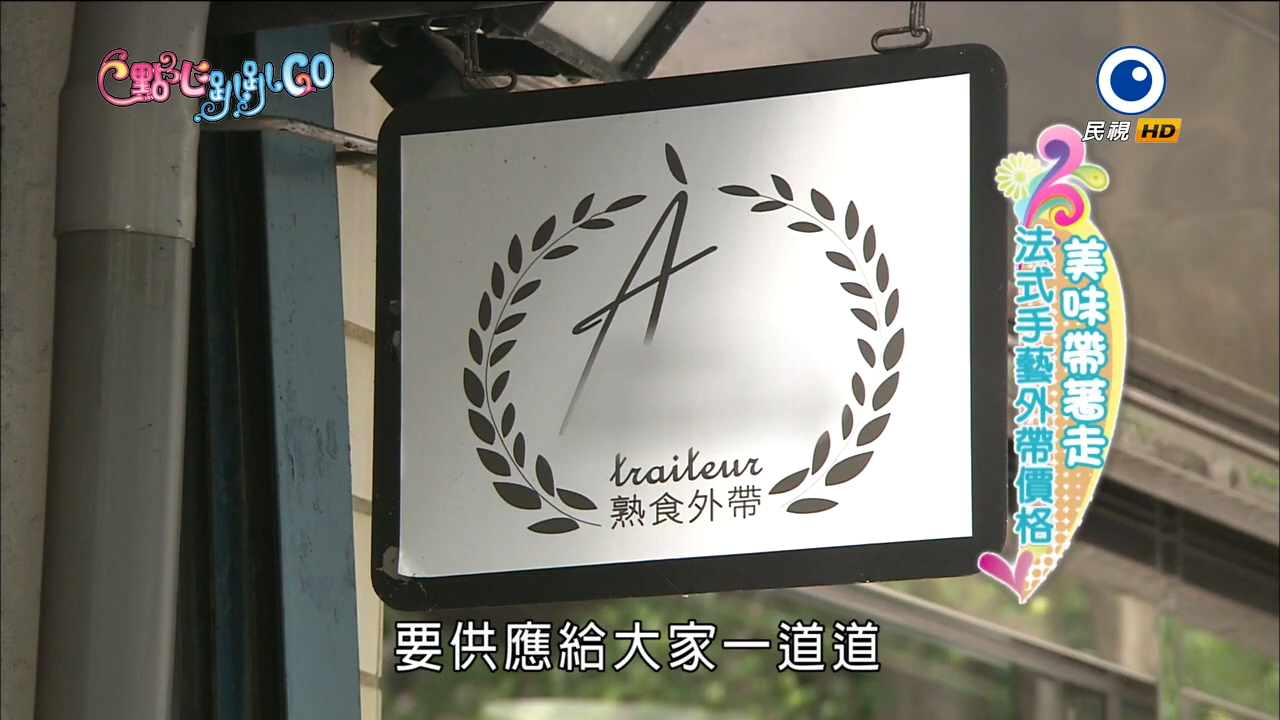 點心趴趴GO
民視 HD
美味帶著走
法式手藝外帶價格
À
traiteur
熟食外帶
要供應給大家一道道